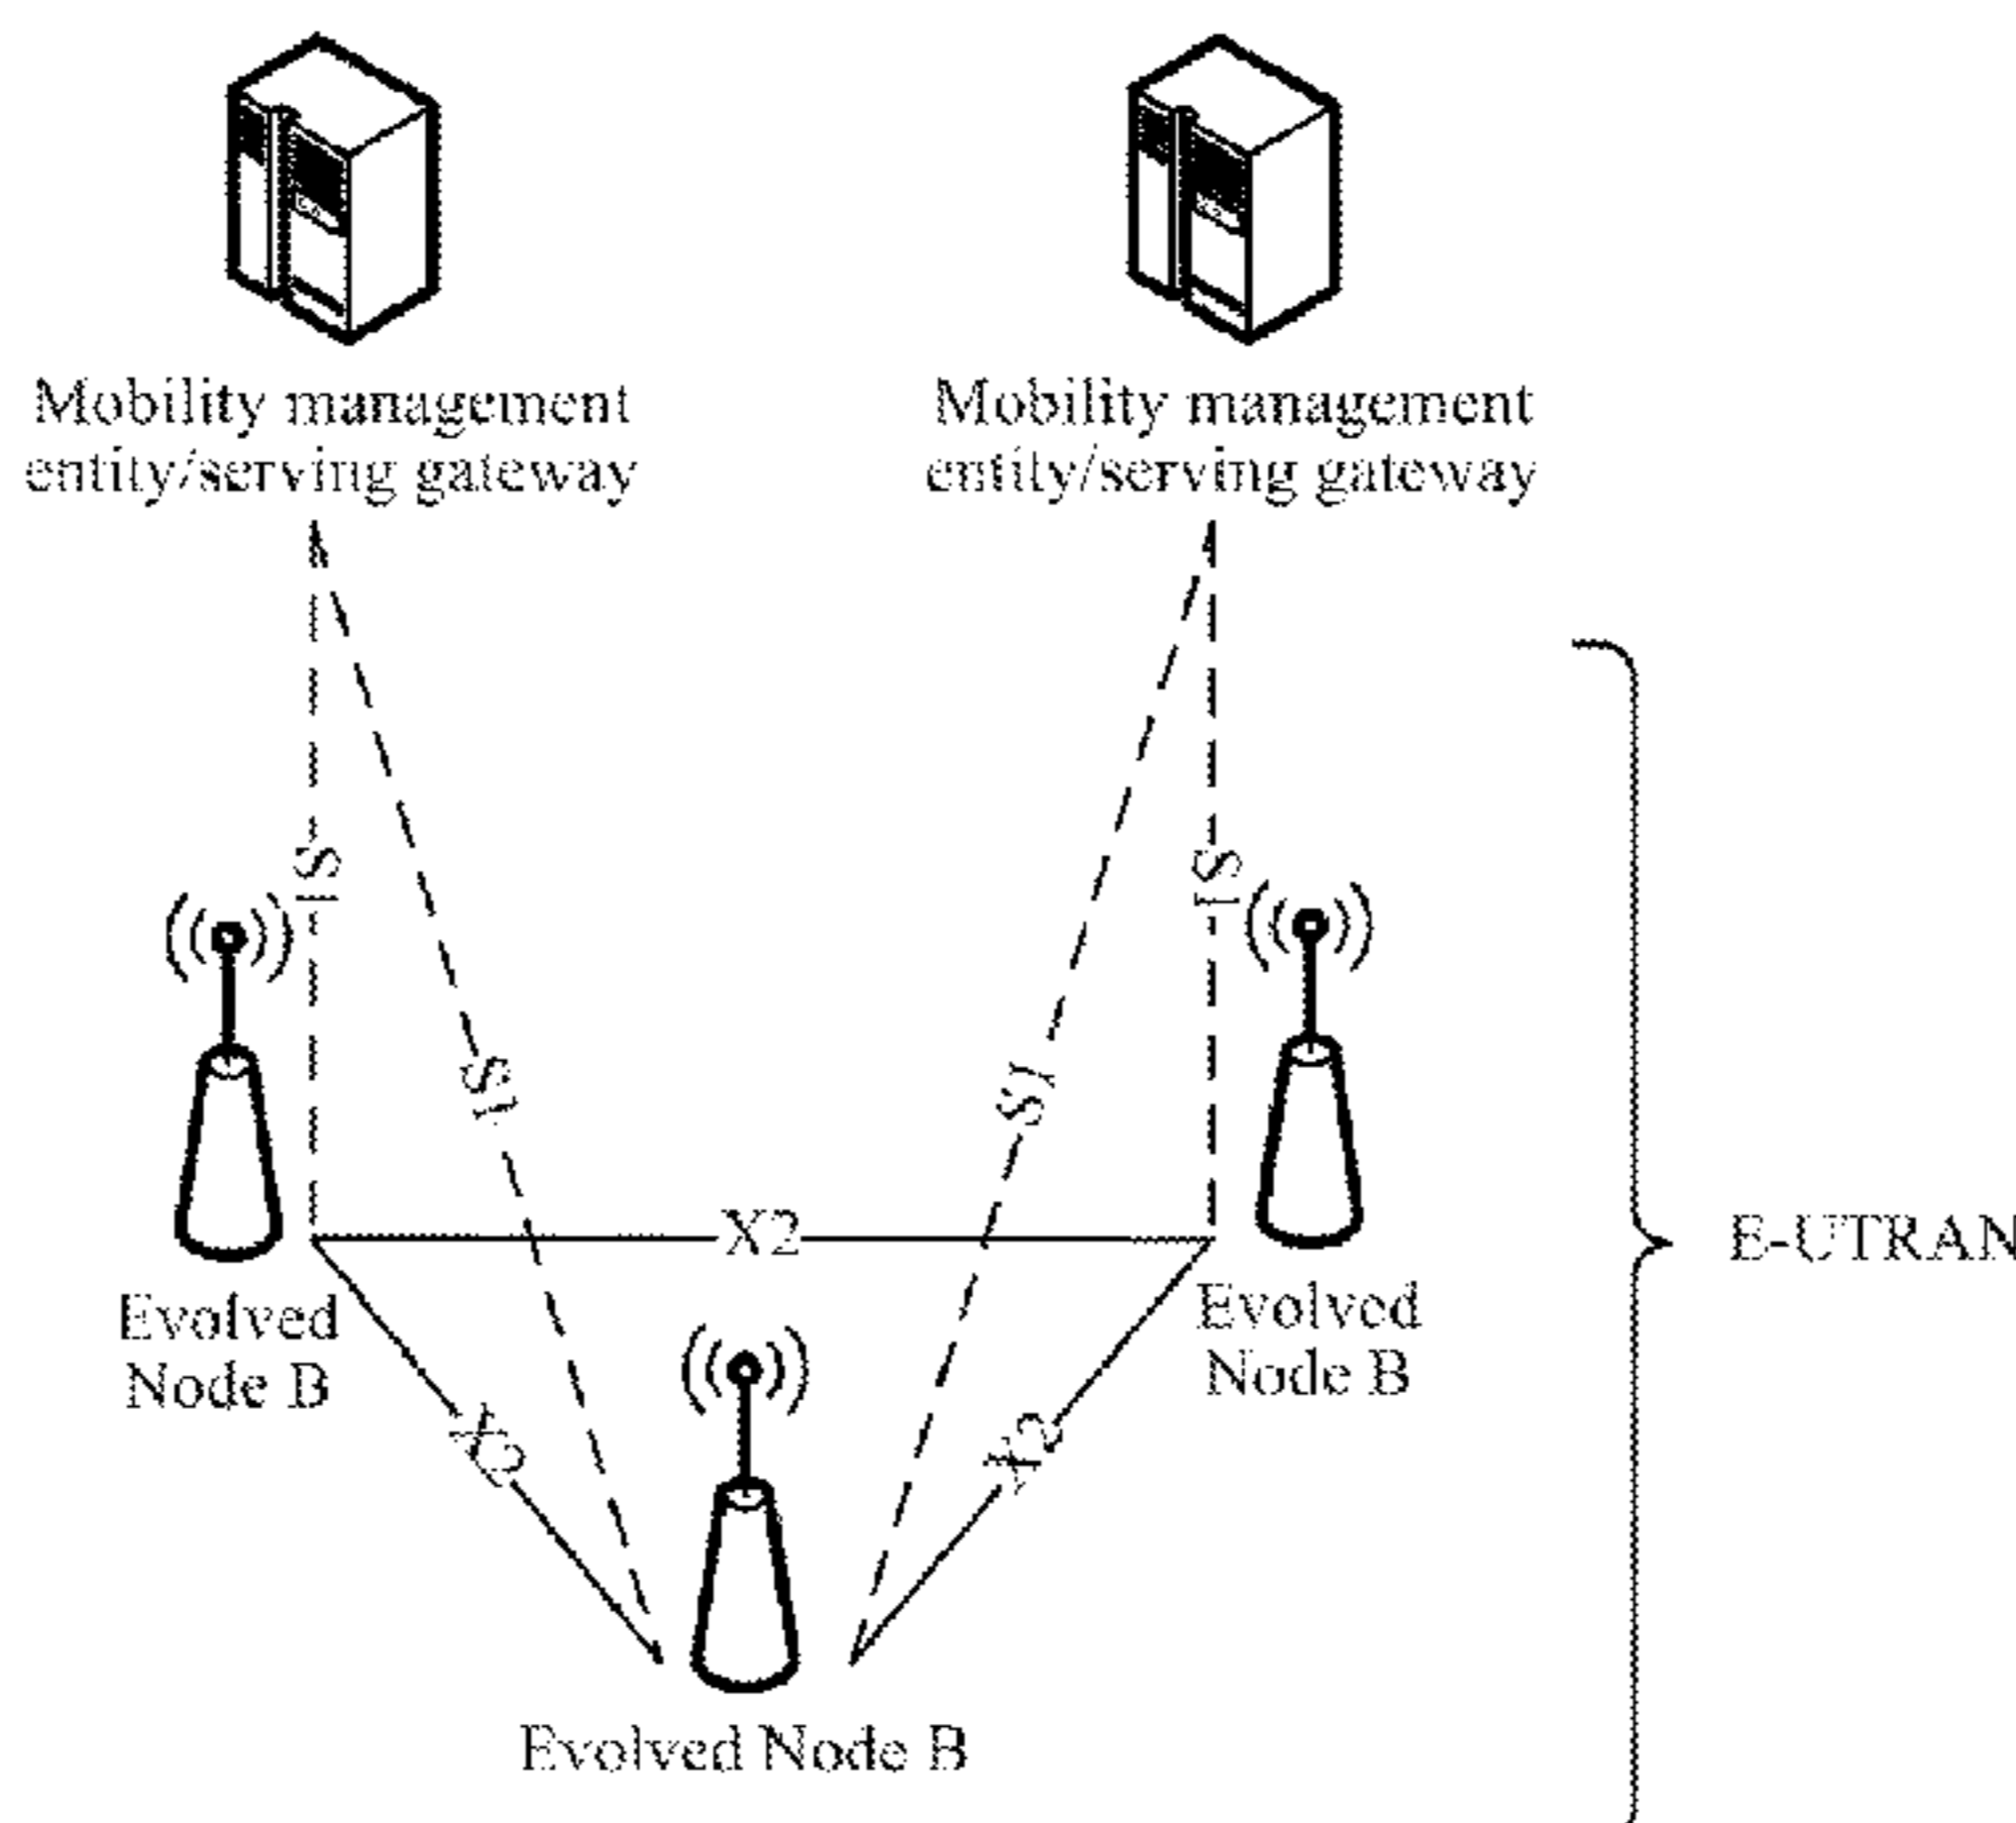 Mobility management
entity/serving gateway
Mobility management
entity/serving gateway
S1
S1
S1
S1
X2
E-UTRAN
Evolved
Node B
Evolved
Node B
X2
X2
Evolved Node B